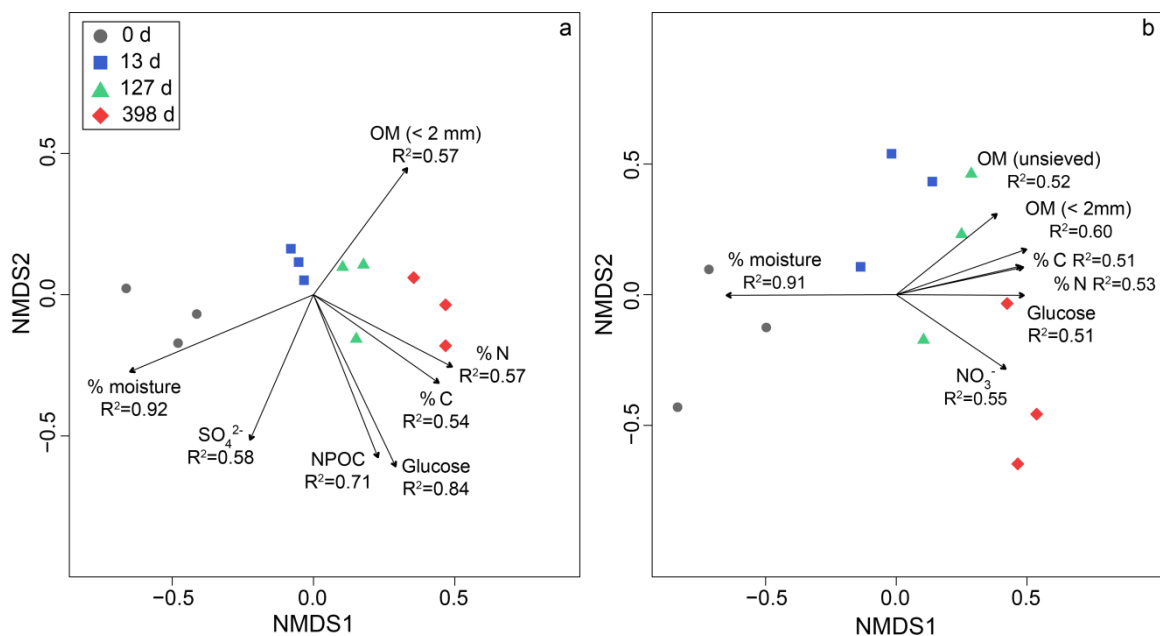 0 d
13 d
127 d
398 d
a
OM (< 2 mm)
R²=0.57
% moisture
R²=0.92
SO₄²⁻
R²=0.58
NPOC
R²=0.71
Glucose
R²=0.84
% C
R²=0.54
% N
R²=0.57
NMDS2
0.5
0.0
−0.5
−0.5
0.0
0.5
NMDS1
b
OM (unsieved)
R²=0.52
OM (< 2mm)
R²=0.60
% C R²=0.51
% N R²=0.53
Glucose
R²=0.51
NO₃⁻
R²=0.55
% moisture
R²=0.91
NMDS2
0.5
0.0
−0.5
−0.5
0.0
0.5
NMDS1